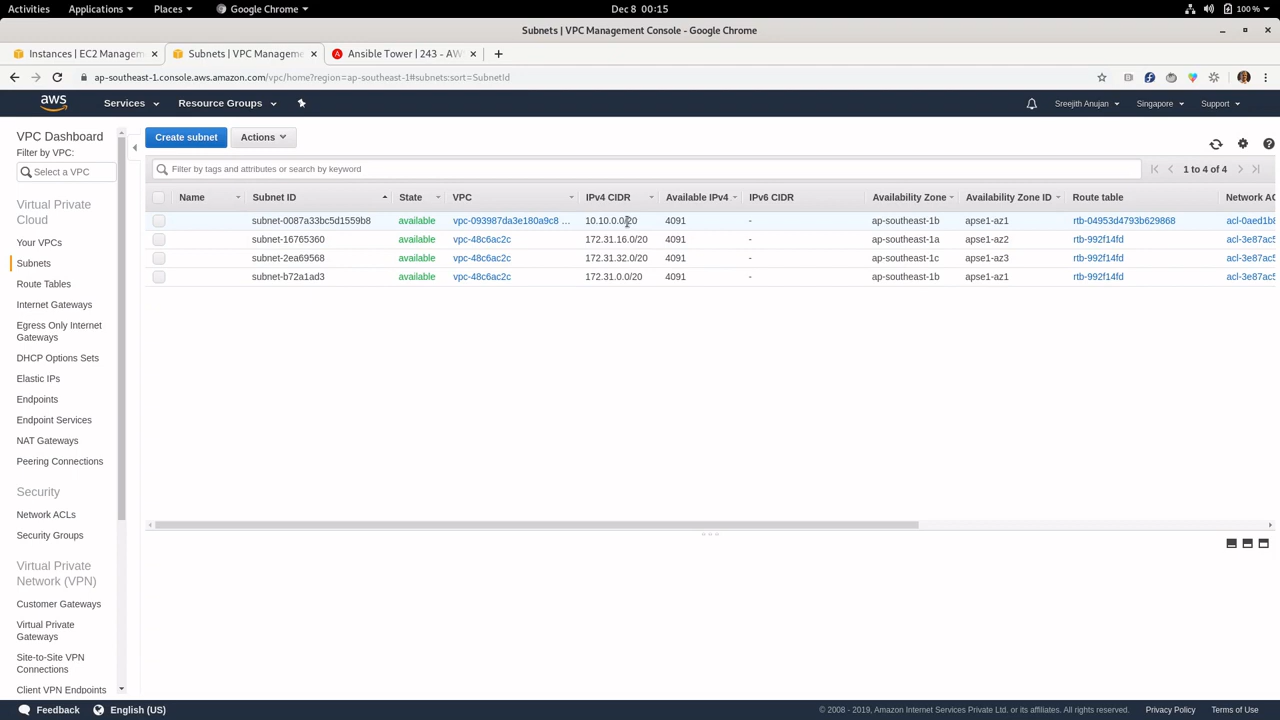 Activities Applications Places Google Chrome Dec 8 00:15 100 %
Subnets | VPC Management Console - Google Chrome
Instances | EC2 Managem Subnets | VPC Manageme Ansible Tower | 243 - AW
ap-southeast-1.console.aws.amazon.com/vpc/home?region=ap-southeast-1#subnets:sort=SubnetId
aws Services Resource Groups Sreejith Anujan Singapore Support
VPC Dashboard
Filter by VPC:
Select a VPC
Virtual Private
Cloud
Your VPCs
Subnets
Route Tables
Internet Gateways
Egress Only Internet
Gateways
DHCP Options Sets
Elastic IPs
Endpoints
Endpoint Services
NAT Gateways
Peering Connections
Security
Network ACLs
Security Groups
Virtual Private
Network (VPN)
Customer Gateways
Virtual Private
Gateways
Site-to-Site VPN
Connections
Client VPN Endpoints
Create subnet Actions
Filter by tags and attributes or search by keyword 1 to 4 of 4
Name Subnet ID State VPC IPv4 CIDR Available IPv4 IPv6 CIDR Availability Zone Availability Zone ID Route table Network AC
subnet-0087a33bc5d1559b8 available vpc-093987da3e180a9c8 ... 10.10.0.0/20 4091 - ap-southeast-1b apse1-az1 rtb-04953d4793b629868 acl-0aed1b8
subnet-16765360 available vpc-48c6ac2c 172.31.16.0/20 4091 - ap-southeast-1a apse1-az2 rtb-992f14fd acl-3e87ac5
subnet-2ea69568 available vpc-48c6ac2c 172.31.32.0/20 4091 - ap-southeast-1c apse1-az3 rtb-992f14fd acl-3e87ac5
subnet-b72a1ad3 available vpc-48c6ac2c 172.31.0.0/20 4091 - ap-southeast-1b apse1-az1 rtb-992f14fd acl-3e87ac5
Feedback English (US) © 2008 - 2019, Amazon Internet Services Private Ltd. or its affiliates. All rights reserved. Privacy Policy Terms of Use